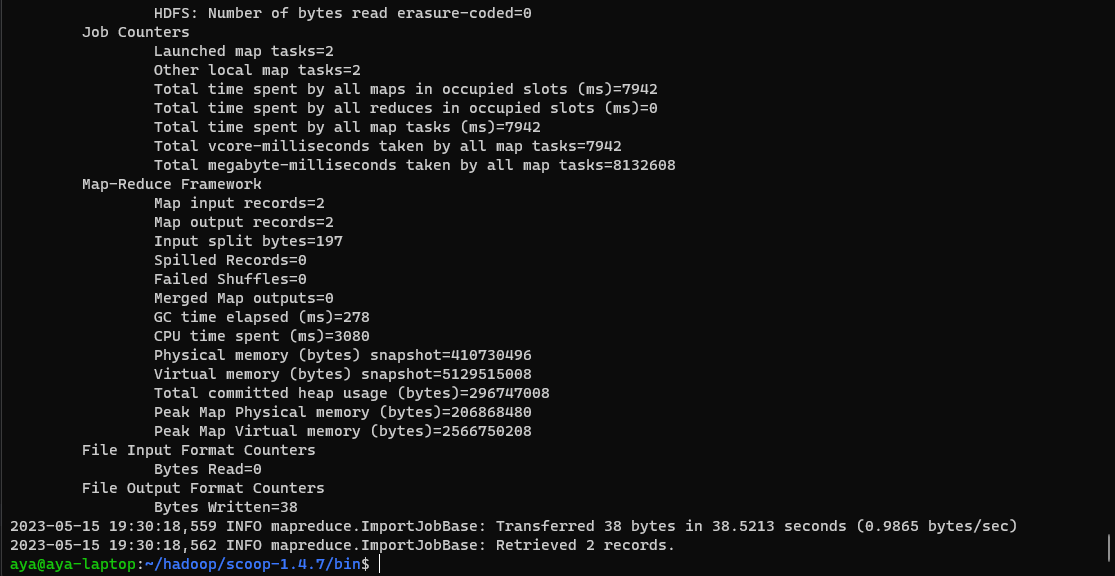 HDFS: Number of bytes read erasure-coded=0
Job Counters
Launched map tasks=2
Other local map tasks=2
Total time spent by all maps in occupied slots (ms)=7942
Total time spent by all reduces in occupied slots (ms)=0
Total time spent by all map tasks (ms)=7942
Total vcore-milliseconds taken by all map tasks=7942
Total megabyte-milliseconds taken by all map tasks=8132608
Map-Reduce Framework
Map input records=2
Map output records=2
Input split bytes=197
Spilled Records=0
Failed Shuffles=0
Merged Map outputs=0
GC time elapsed (ms)=278
CPU time spent (ms)=3080
Physical memory (bytes) snapshot=410730496
Virtual memory (bytes) snapshot=5129515008
Total committed heap usage (bytes)=296747008
Peak Map Physical memory (bytes)=206868480
Peak Map Virtual memory (bytes)=2566750208
File Input Format Counters
Bytes Read=0
File Output Format Counters
Bytes Written=38
2023-05-15 19:30:18,559 INFO mapreduce.ImportJobBase: Transferred 38 bytes in 38.5213 seconds (0.9865 bytes/sec)
2023-05-15 19:30:18,562 INFO mapreduce.ImportJobBase: Retrieved 2 records.
aya@aya-laptop:~/hadoop/scoop-1.4.7/bin$